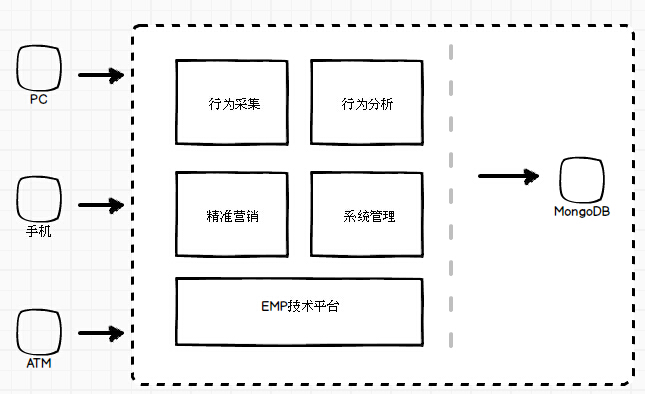 PC
手机
ATM
行为采集
行为分析
精准营销
系统管理
EMP技术平台
MongoDB